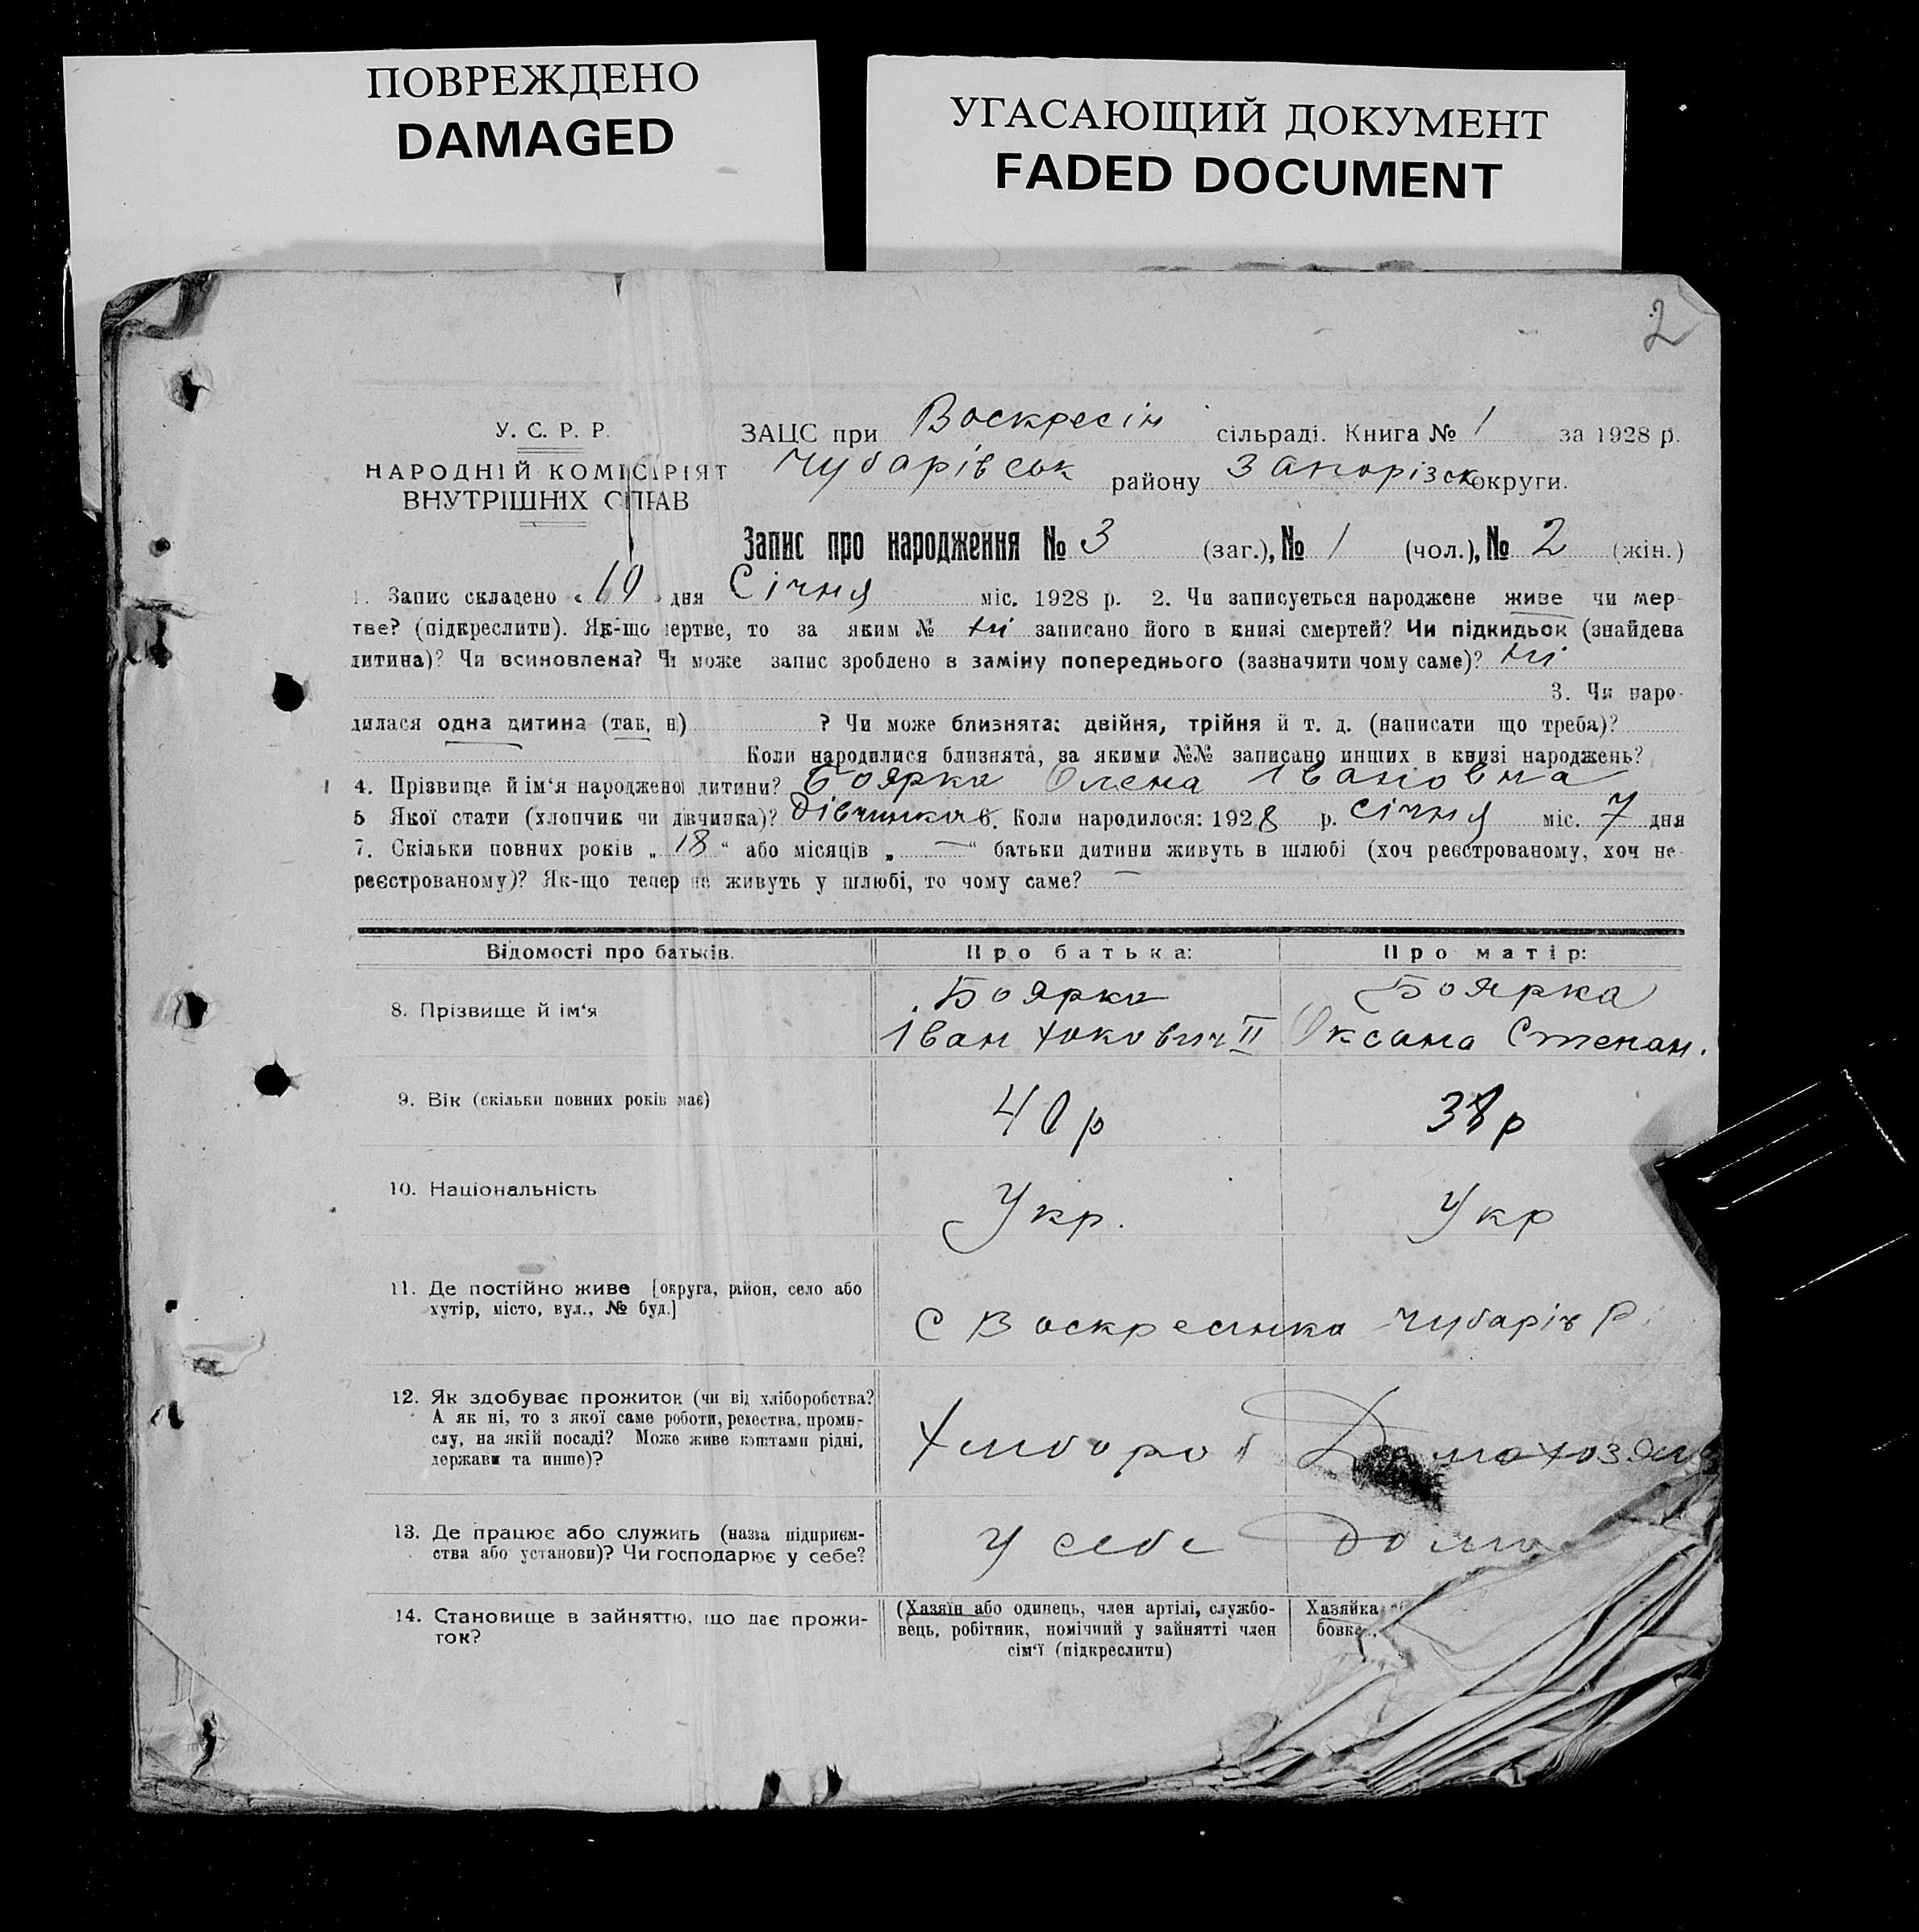 ПОВРЕЖДЕНО
DAMAGED
УГАСАЮЩИЙ ДОКУМЕНТ
FADED DOCUMENT
2
У. С. Р. Р.
НАРОДНІЙ КОМІСІРІЯТ
ВНУТРІШНІХ СПРАВ
ЗАЦС при Воскресін сільраді. Книга № 1 за 1928 р.
Чубарівськ району Запорізск округи.
Запис про народження № 3 (заг.), № 1 (чол.), № 2 (жін.)
1. Запис складено « 10 » дня Січня міс. 1928 р. 2. Чи записується народжене живе чи мер-
тве? (підкреслити). Як-що мертве, то за яким № ні записано його в книзі смертей? Чи підкидьок (знайдена
дитина)? Чи всиновлена? Чи може запис зроблено в заміну попереднього (зазначити чому саме)? ні
3. Чи наро-
дилася одна дитина (так, ні) ? Чи може близнята: двійня, трійня й т. д. (написати що треба)?
Коли народилися близнята, за якими №№ записано инших в книзі народжень?
4. Прізвище й ім‘я народженої дитини? Боярка Олена Івановна
5 Якої стати (хлопчик чи дівчинка)? Дівчинка 6. Коли народилося: 1928 р. січня міс. 7 дня
7. Скільки повних років „ 18 “ або місяців „ — “ батьки дитини живуть в шлюбі (хоч реєстрованому, хоч не-
реєстрованому)? Як-що тепер не живуть у шлюбі, то чому саме? —
Відомості про батьків. Про батька: Про матір:
8. Прізвище й ім‘я Боярка Боярка
Іван II Оксана Степан.
9. Вік (скільки повних років має) 40 р 38 р
10. Національність Укр. Укр
11. Де постійно живе [округа, район, село або
хутір, місто, вул., № буд.] С Воскресинка Чубарів Р.
12. Як здобуває прожиток (чи від хліборобства?
А як ні, то з якої саме роботи, ремества, проми-
слу, на якій посаді? Може живе коштами рідні, Хлибороб
держави та инше)?
13. Де працює або служить (назва підприєм- У себе Дома
ства або установи)? Чи господарює у себе?
14. Становище в зайняттю, що дає прожи-
ток?
(Хазяїн або одинець, член артілі, службо- Хазяйка
вець, робітник, помічний у зайнятті член бовк
сім‘ї (підкреслити)